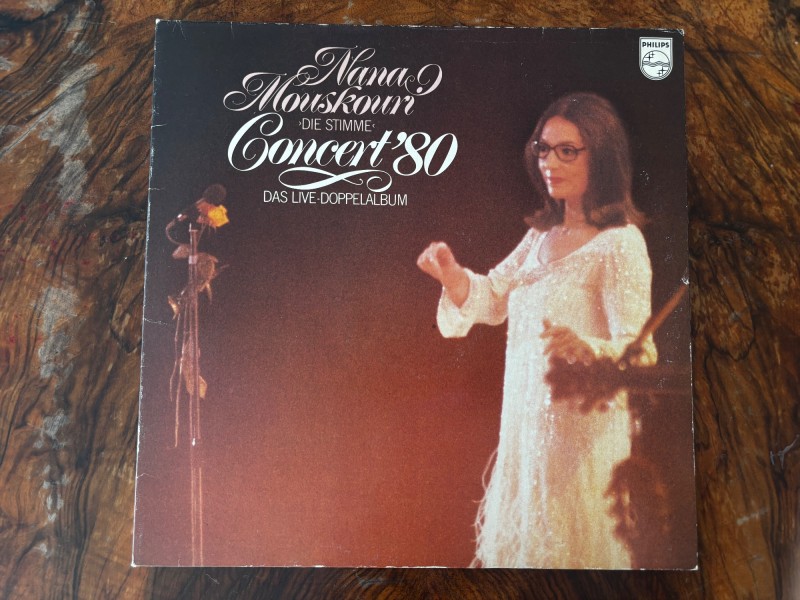 Nana
Mouskouri
›DIE STIMME‹
Concert '80
DAS LIVE-DOPPELALBUM
PHILIPS